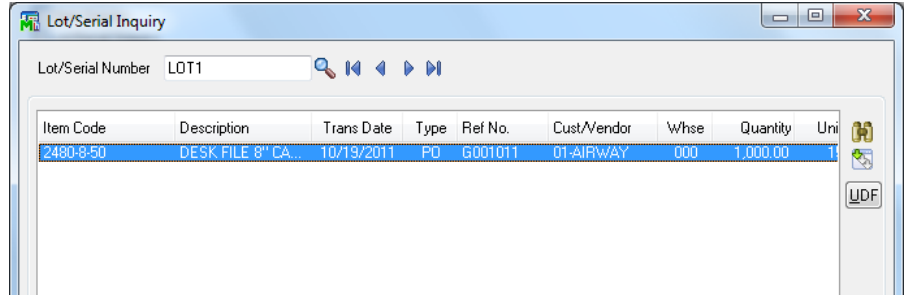 Lot/Serial Inquiry
Lot/Serial Number LOT1
Item Code Description Trans Date Type Ref No. Cust/Vendor Whse Quantity Uni
2480-8-50 DESK FILE 8" CA... 10/19/2011 PO G001011 01-AIRWAY 000 1,000.00
UDF